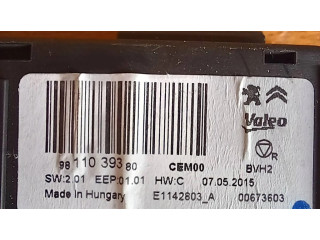 Valeo
R
98 110 393 80 CEM00 BVH2
SW:2.01 EEP:01.01 HW:C 07.05.2015
Made in Hungary E1142803_A 00673603